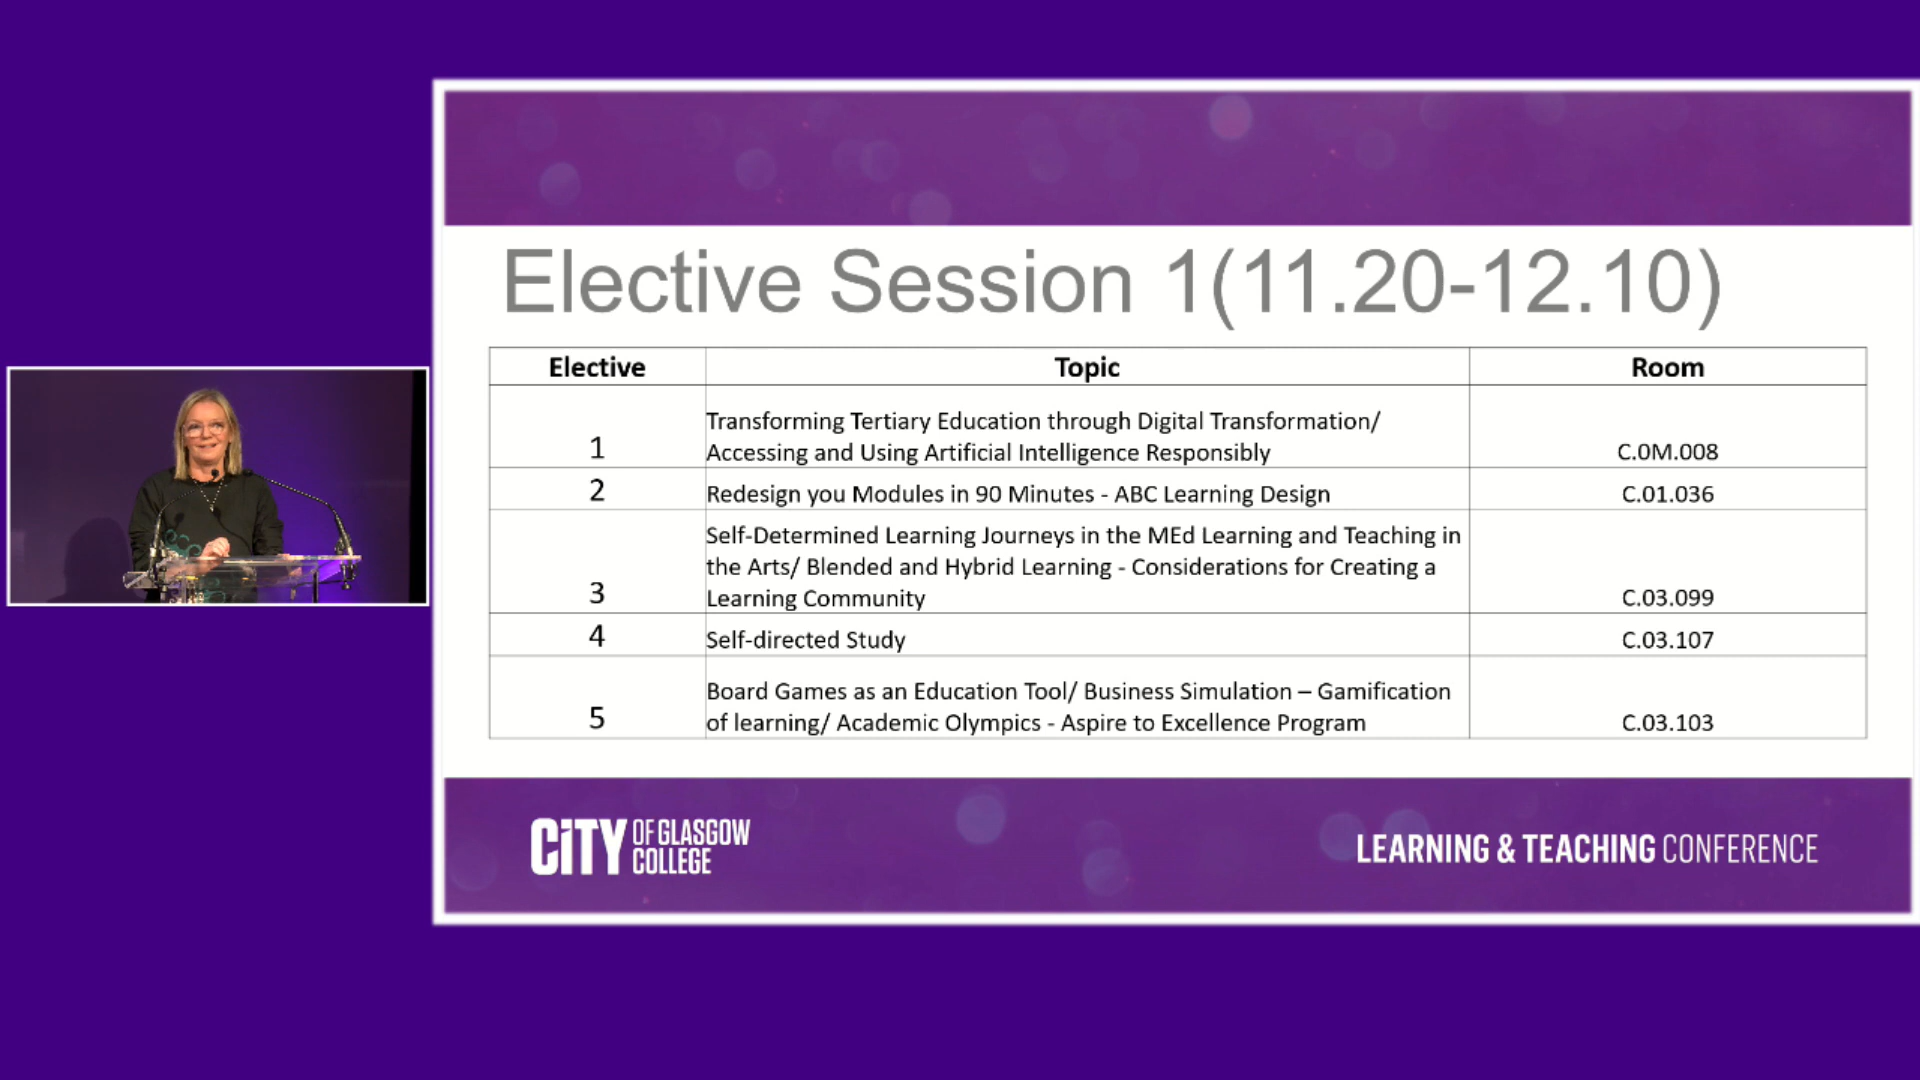 Elective Session 1(11.20-12.10)
Elective Topic Room
Transforming Tertiary Education through Digital Transformation/
1 Accessing and Using Artificial Intelligence Responsibly C.0M.008
2 Redesign you Modules in 90 Minutes - ABC Learning Design C.01.036
Self-Determined Learning Journeys in the MEd Learning and Teaching in
the Arts/ Blended and Hybrid Learning - Considerations for Creating a
3 Learning Community C.03.099
4 Self-directed Study C.03.107
Board Games as an Education Tool/ Business Simulation – Gamification
5 of learning/ Academic Olympics - Aspire to Excellence Program C.03.103
CiTY OF GLASGOW
COLLEGE
LEARNING & TEACHING CONFERENCE